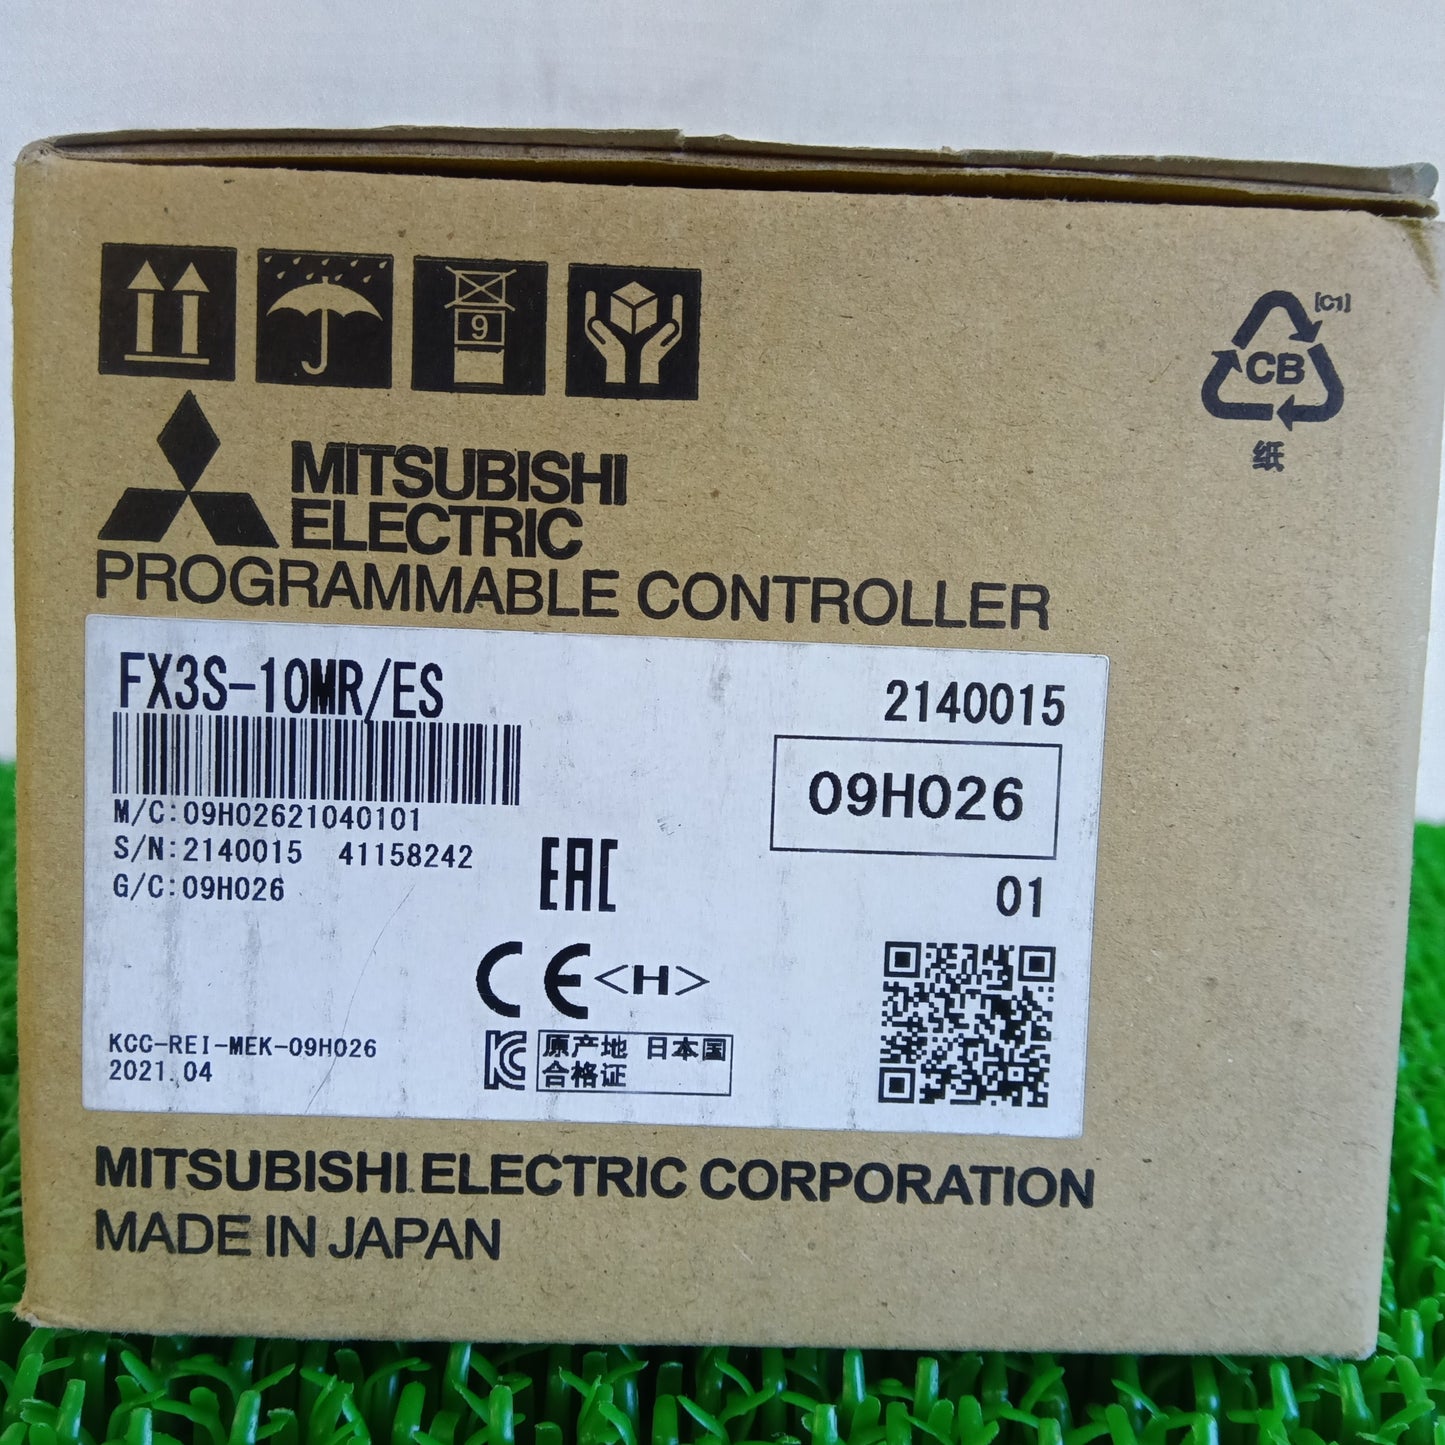 9
[C1]
CB
纸
MITSUBISHI
ELECTRIC
PROGRAMMABLE CONTROLLER
FX3S-10MR/ES
2140015
09H026
M/C:09H02621040101
S/N:2140015 41158242
G/C:09H026
EAC
01
CE <H>
KCC-REI-MEK-09H026
2021.04
KC
原产地 日本国
合格证
MITSUBISHI ELECTRIC CORPORATION
MADE IN JAPAN